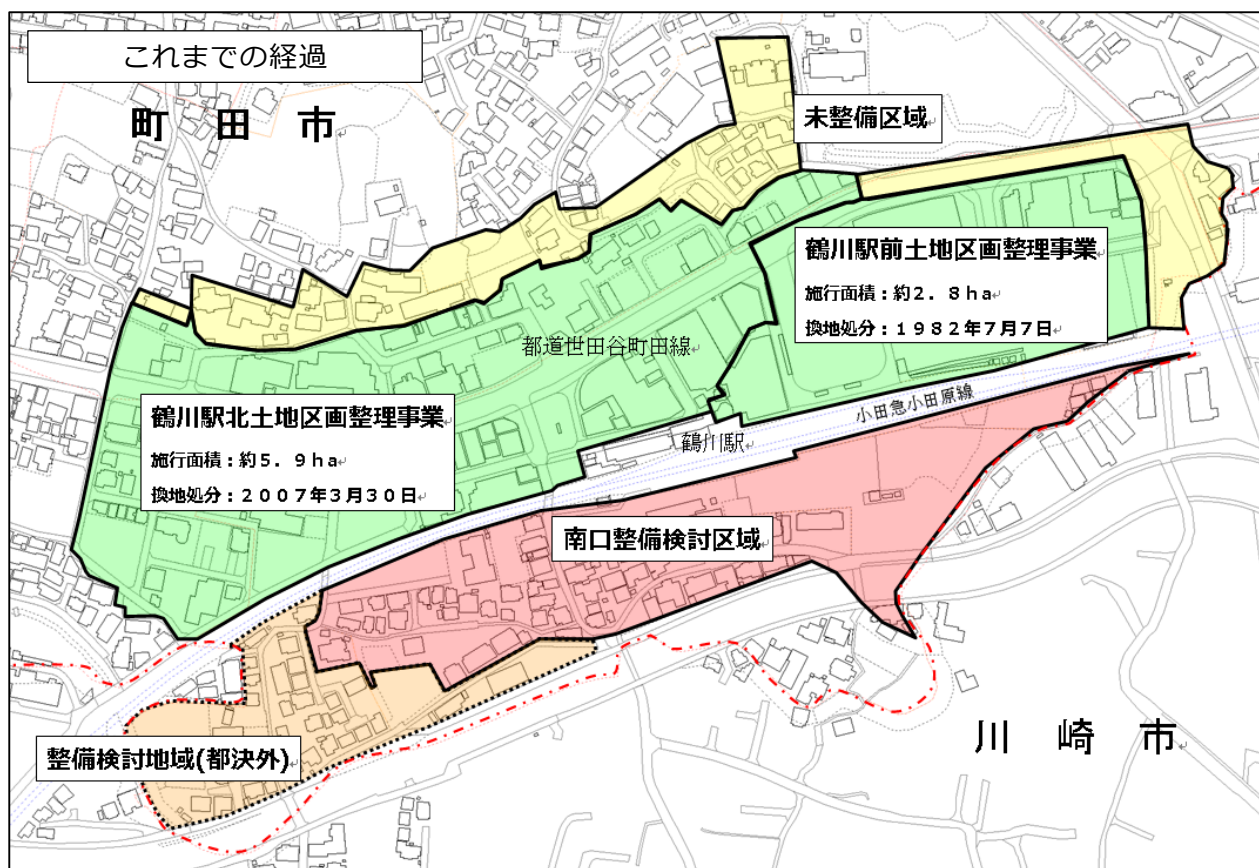 これまでの経過
町田市
未整備区域
鶴川駅前土地区画整理事業
施行面積：約２．８ｈａ
換地処分：１９８２年７月７日
都道世田谷町田線
鶴川駅北土地区画整理事業
施行面積：約５．９ｈａ
換地処分：２００７年３月３０日
小田急小田原線
鶴川駅
南口整備検討区域
川崎市
整備検討地域(都決外)